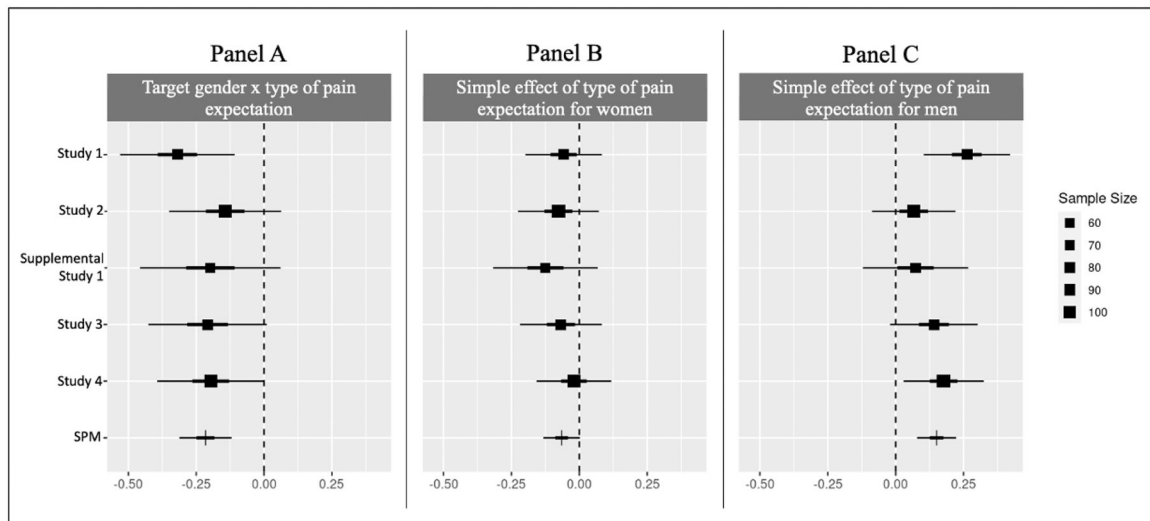 Panel A
Panel B
Panel C
Target gender x type of pain
expectation
Simple effect of type of pain
expectation for women
Simple effect of type of pain
expectation for men
Study 1
Study 2
Supplemental
Study 1
Study 3
Study 4
SPM
-0.50 -0.25 0.00 0.25
-0.50 -0.25 0.00 0.25
-0.50 -0.25 0.00 0.25
Sample Size
60
70
80
90
100